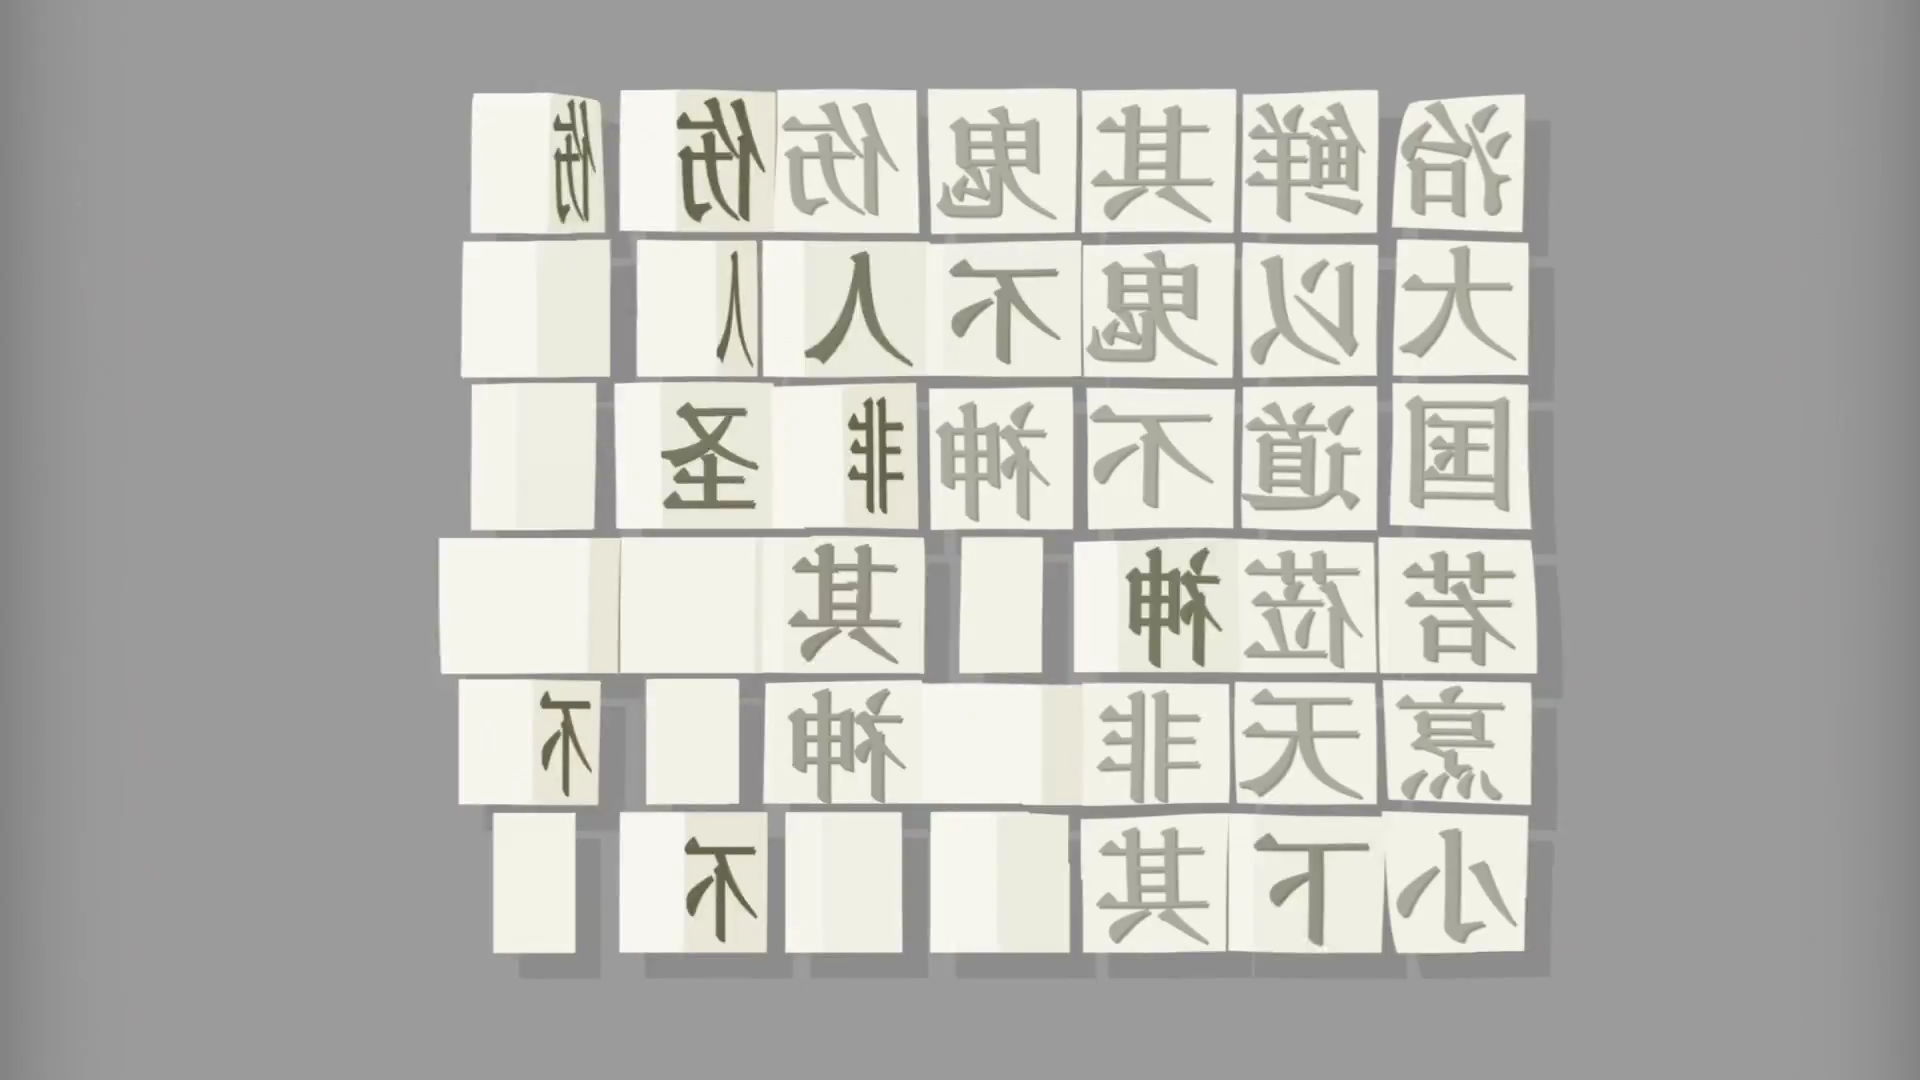 治大国若烹小
鲜以道莅天下
其鬼不神非其
鬼不神
伤人非其神
伤人圣不
伤不